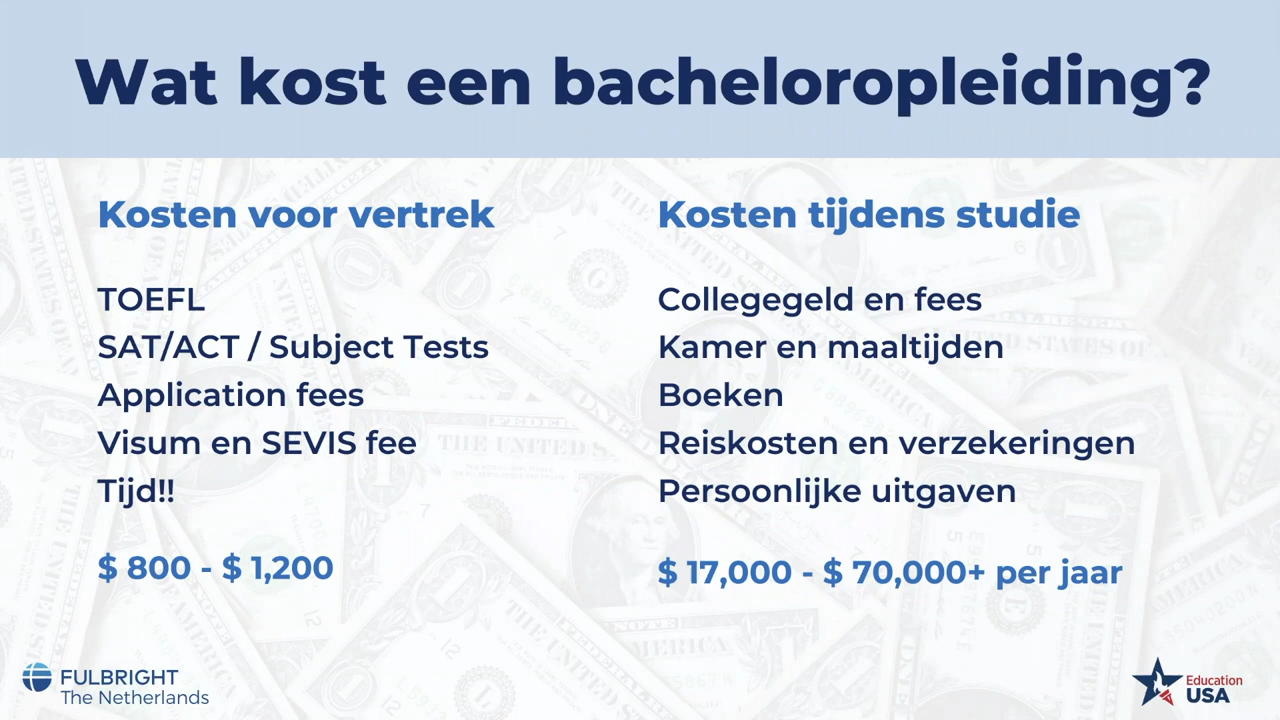 Wat kost een bacheloropleiding?
Kosten voor vertrek
TOEFL
SAT/ACT / Subject Tests
Application fees
Visum en SEVIS fee
Tijd!!
$ 800 - $ 1,200
Kosten tijdens studie
Collegegeld en fees
Kamer en maaltijden
Boeken
Reiskosten en verzekeringen
Persoonlijke uitgaven
$ 17,000 - $ 70,000+ per jaar
FULBRIGHT
The Netherlands
Education
USA